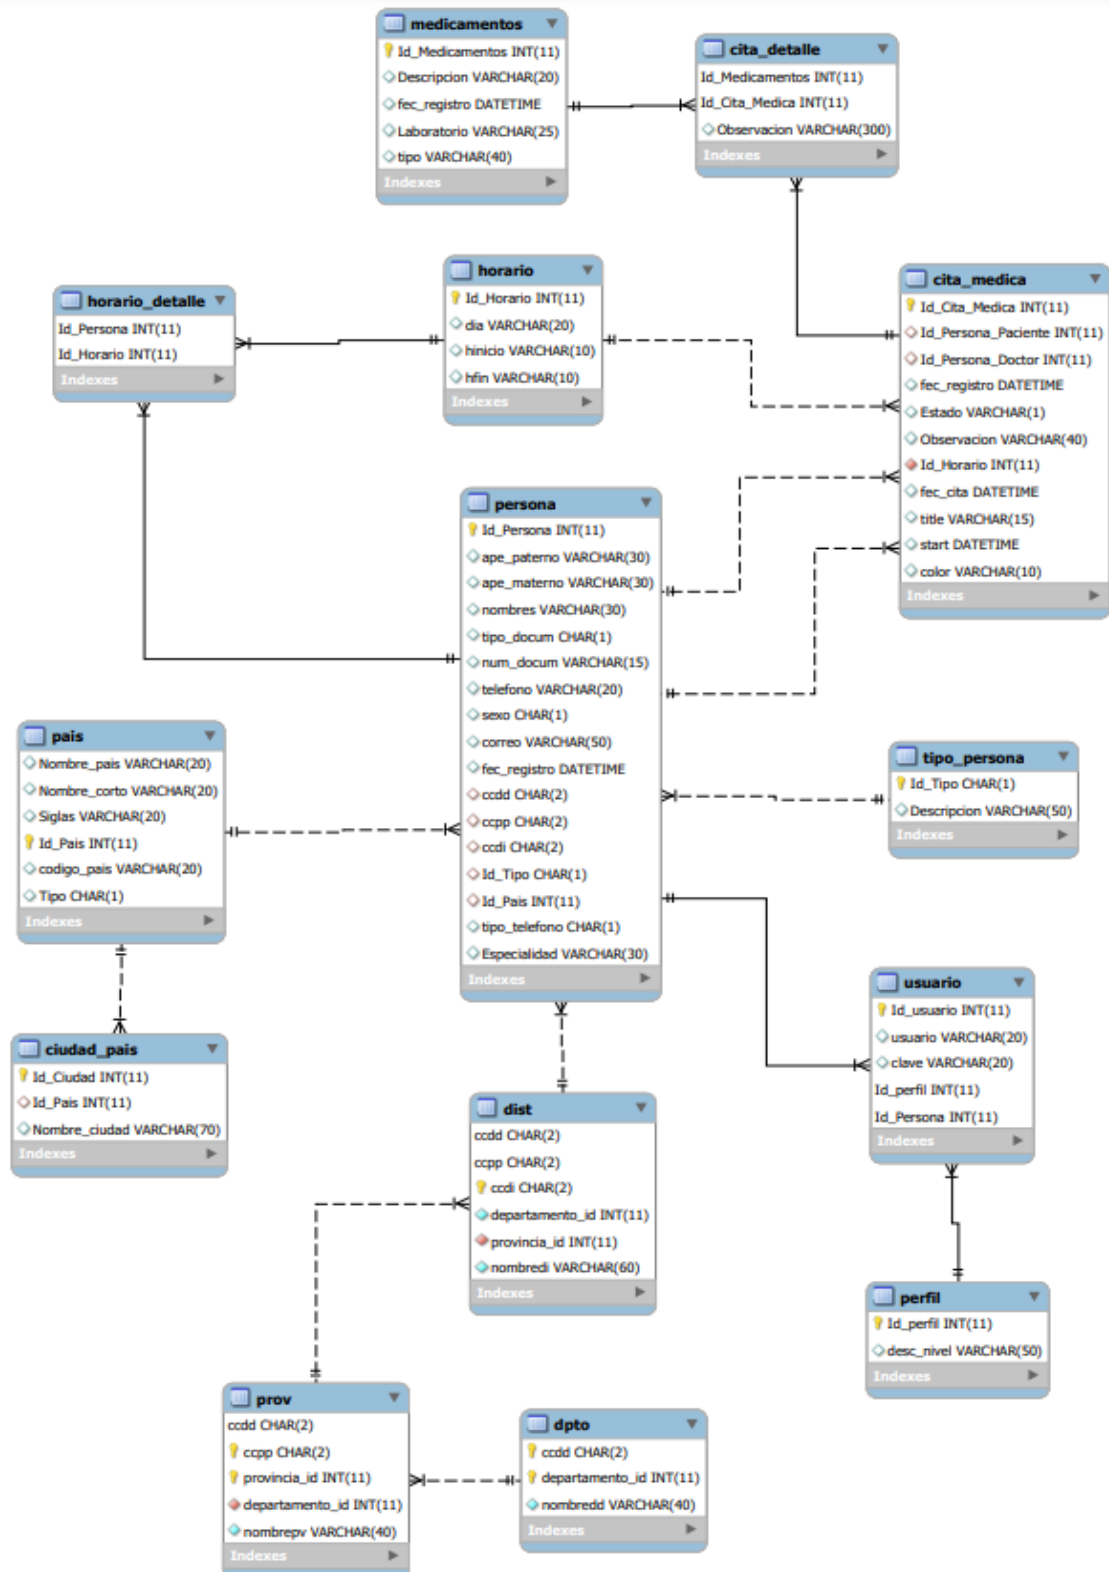 medicamentos
Id_Medicamentos INT(11)
Descripcion VARCHAR(20)
fec_registro DATETIME
Laboratorio VARCHAR(25)
tipo VARCHAR(40)
Indexes
cita_detalle
Id_Medicamentos INT(11)
Id_Cita_Medica INT(11)
Observacion VARCHAR(300)
Indexes
horario_detalle
Id_Persona INT(11)
Id_Horario INT(11)
Indexes
horario
Id_Horario INT(11)
dia VARCHAR(20)
hinicio VARCHAR(10)
hfin VARCHAR(10)
Indexes
cita_medica
Id_Cita_Medica INT(11)
Id_Persona_Paciente INT(11)
Id_Persona_Doctor INT(11)
fec_registro DATETIME
Estado VARCHAR(1)
Observacion VARCHAR(40)
Id_Horario INT(11)
fec_cita DATETIME
title VARCHAR(15)
start DATETIME
color VARCHAR(10)
Indexes
persona
Id_Persona INT(11)
ape_paterno VARCHAR(30)
ape_materno VARCHAR(30)
nombres VARCHAR(30)
tipo_docum CHAR(1)
num_docum VARCHAR(15)
telefono VARCHAR(20)
sexo CHAR(1)
correo VARCHAR(50)
fec_registro DATETIME
ccdd CHAR(2)
ccpp CHAR(2)
ccdi CHAR(2)
Id_Tipo CHAR(1)
Id_Pais INT(11)
tipo_telefono CHAR(1)
Especialidad VARCHAR(30)
Indexes
pais
Nombre_pais VARCHAR(20)
Nombre_corto VARCHAR(20)
Siglas VARCHAR(20)
Id_Pais INT(11)
codigo_pais VARCHAR(20)
Tipo CHAR(1)
Indexes
tipo_persona
Id_Tipo CHAR(1)
Descripcion VARCHAR(50)
Indexes
ciudad_pais
Id_Ciudad INT(11)
Id_Pais INT(11)
Nombre_ciudad VARCHAR(70)
Indexes
usuario
Id_usuario INT(11)
usuario VARCHAR(20)
clave VARCHAR(20)
Id_perfil INT(11)
Id_Persona INT(11)
Indexes
dist
ccdd CHAR(2)
ccpp CHAR(2)
ccdi CHAR(2)
departamento_id INT(11)
provincia_id INT(11)
nombredi VARCHAR(60)
Indexes
perfil
Id_perfil INT(11)
desc_nivel VARCHAR(50)
Indexes
prov
ccdd CHAR(2)
ccpp CHAR(2)
provincia_id INT(11)
departamento_id INT(11)
nombrepv VARCHAR(40)
Indexes
dpto
ccdd CHAR(2)
departamento_id INT(11)
nombredd VARCHAR(40)
Indexes